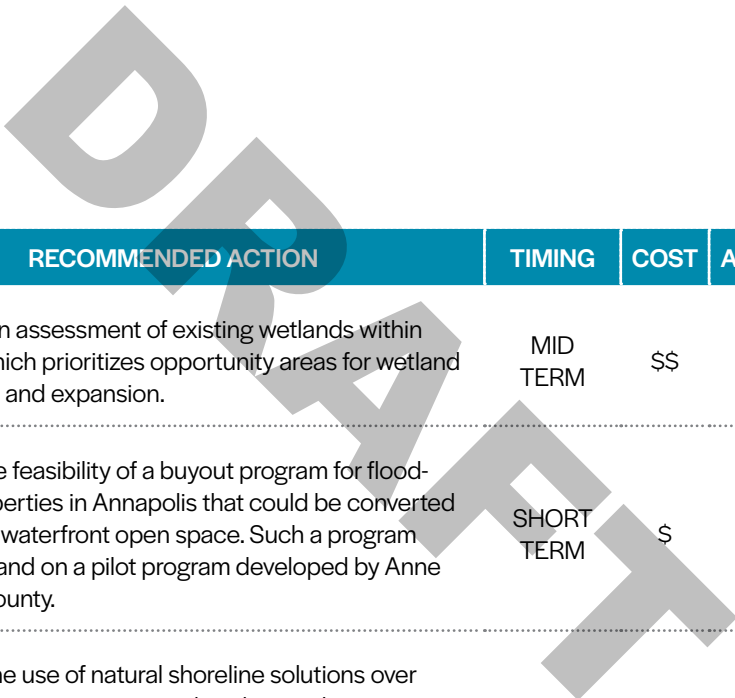 DRAFT
RECOMMENDED ACTION TIMING COST A
n assessment of existing wetlands within
nich prioritizes opportunity areas for wetland
and expansion.
MID
TERM
$$
e feasibility of a buyout program for flood-
perties in Annapolis that could be converted
waterfront open space. Such a program
and on a pilot program developed by Anne
ounty.
SHORT
TERM
$
ne use of natural shoreline solutions over